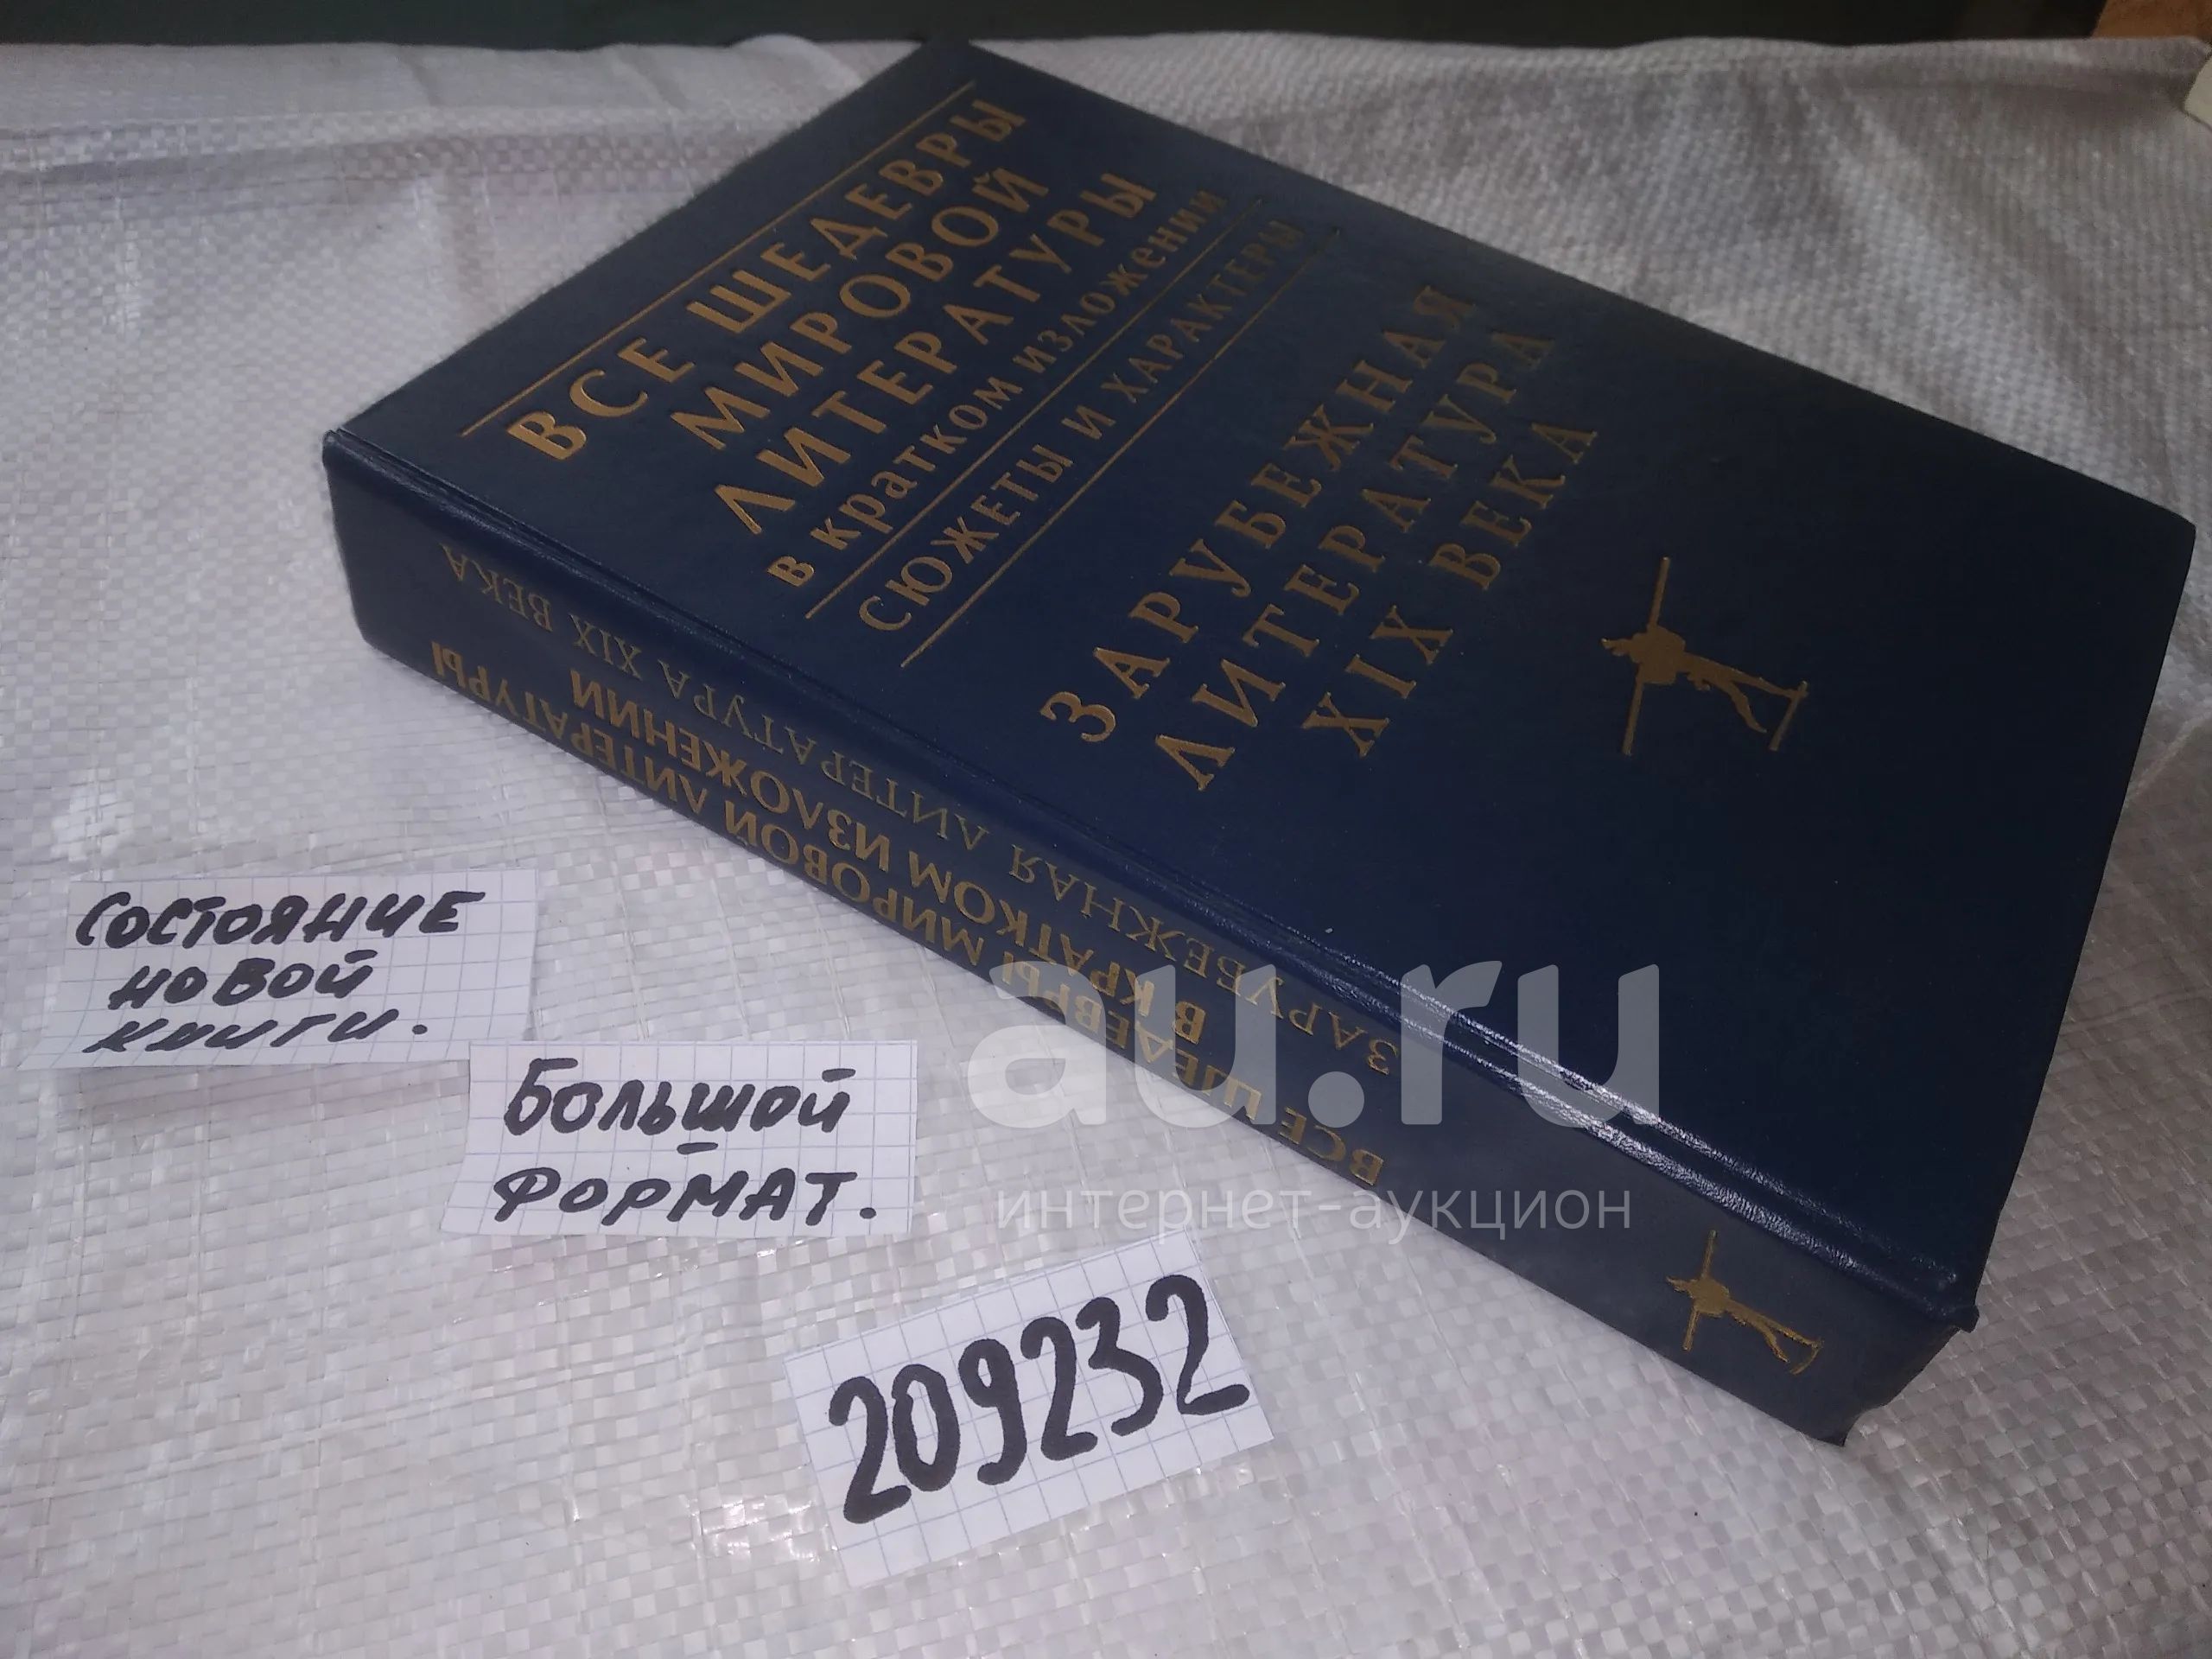 ВСЕ ШЕДЕВРЫ
МИРОВОЙ
ЛИТЕРАТУРЫ
в кратком изложении
СЮЖЕТЫ И ХАРАКТЕРЫ
ЗАРУБЕЖНАЯ
ЛИТЕРАТУРА
XIX ВЕКА
ВСЕ ШЕДЕВРЫ МИРОВОЙ ЛИТЕРАТУРЫ
В КРАТКОМ ИЗЛОЖЕНИИ
ЗАРУБЕЖНАЯ ЛИТЕРАТУРА XIX ВЕКА
СОСТОЯНИЕ
НОВОЙ
КНИГИ.
БОЛЬШОЙ
ФОРМАТ.
209232
au.ru
интернет-аукцион